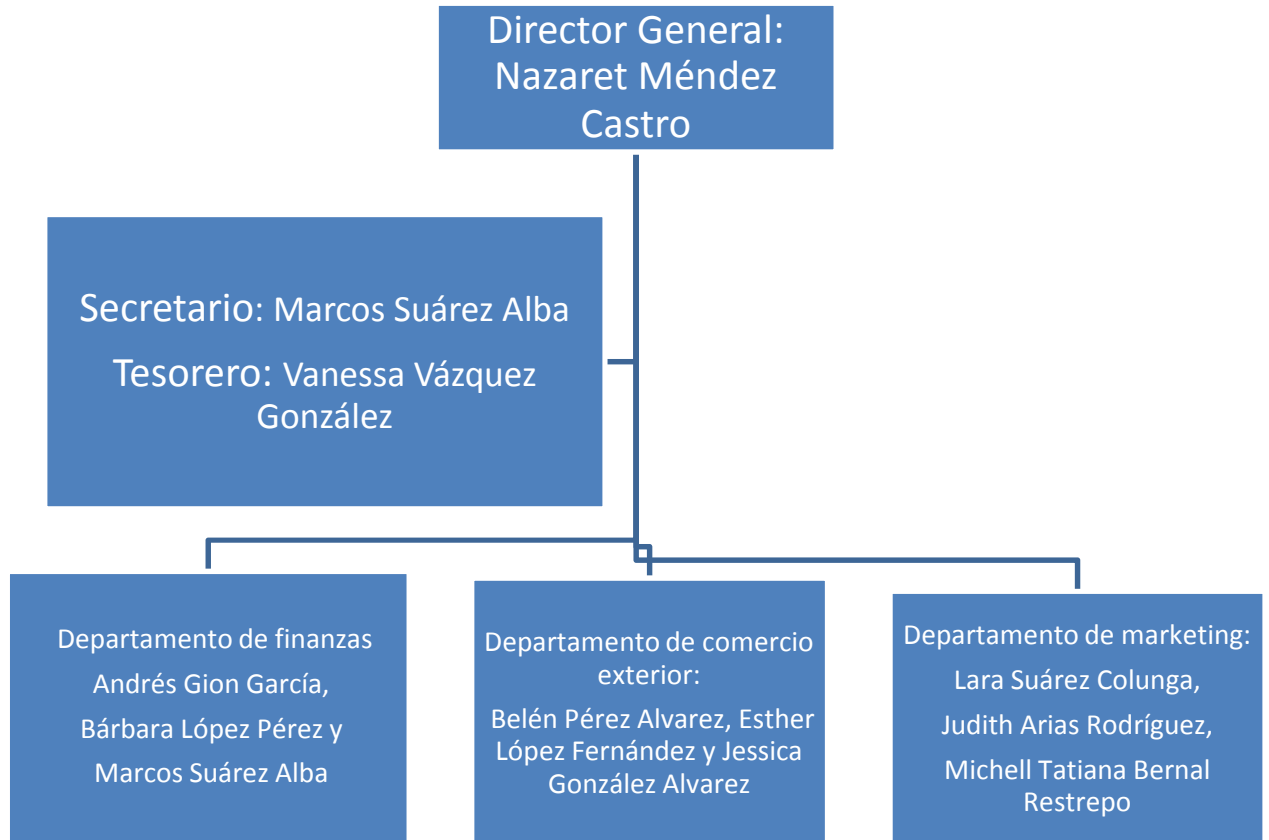 Director General:
Nazaret Méndez
Castro
Secretario: Marcos Suárez Alba
Tesorero: Vanessa Vázquez
González
Departamento de finanzas
Andrés Gion García,
Bárbara López Pérez y
Marcos Suárez Alba
Departamento de comercio
exterior:
Belén Pérez Alvarez, Esther
López Fernández y Jessica
González Alvarez
Departamento de marketing:
Lara Suárez Colunga,
Judith Arias Rodríguez,
Michell Tatiana Bernal
Restrepo